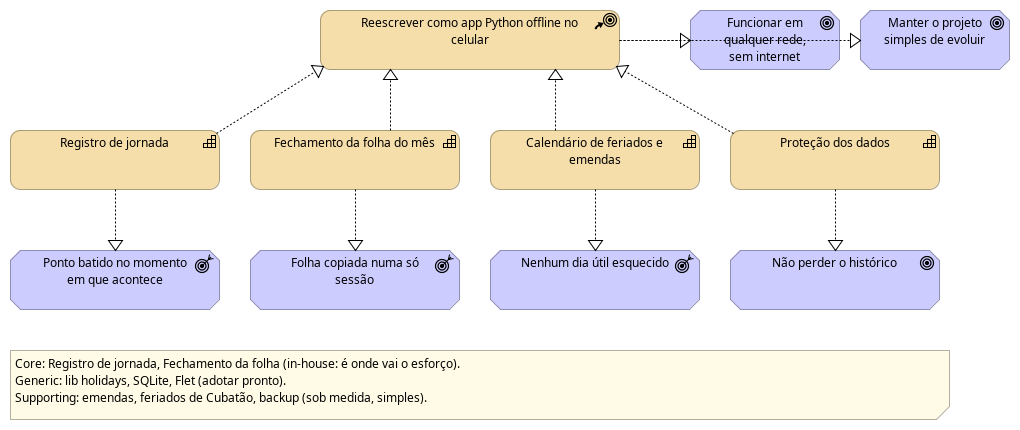 Reescrever como app Python offline no
celular
Funcionar em
qualquer rede,
sem internet
Manter o projeto
simples de evoluir
Registro de jornada
Fechamento da folha do mês
Calendário de feriados e
emendas
Proteção dos dados
Ponto batido no momento
em que acontece
Folha copiada numa só
sessão
Nenhum dia útil esquecido
Não perder o histórico
Core: Registro de jornada, Fechamento da folha (in-house: é onde vai o esforço).
Generic: lib holidays, SQLite, Flet (adotar pronto).
Supporting: emendas, feriados de Cubatão, backup (sob medida, simples).